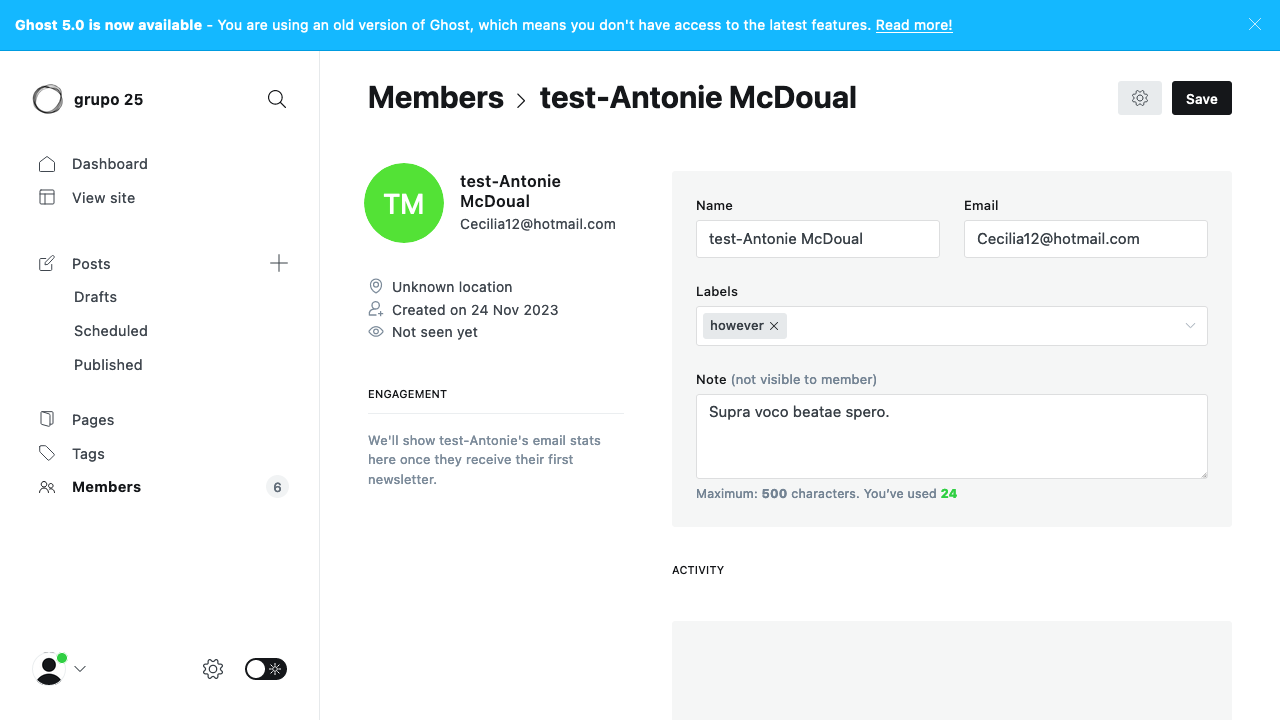 Ghost 5.0 is now available - You are using an old version of Ghost, which means you don't have access to the latest features. Read more!
grupo 25
Dashboard
View site
Posts
Drafts
Scheduled
Published
Pages
Tags
Members 6
Members > test-Antonie McDoual
Save
TM
test-Antonie
McDoual
Cecilia12@hotmail.com
Unknown location
Created on 24 Nov 2023
Not seen yet
ENGAGEMENT
We'll show test-Antonie's email stats
here once they receive their first
newsletter.
Name
test-Antonie McDoual
Email
Cecilia12@hotmail.com
Labels
however
Note (not visible to member)
Supra voco beatae spero.
Maximum: 500 characters. You’ve used 24
ACTIVITY